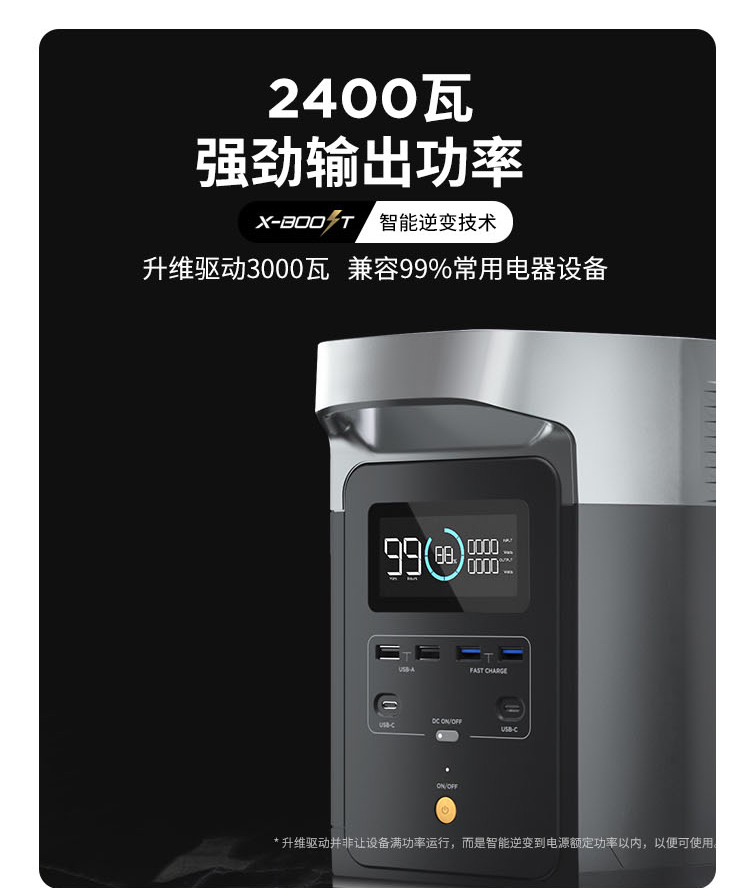 2400瓦
强劲输出功率
X-BOOST 智能逆变技术
升维驱动3000瓦 兼容99%常用电器设备
99 88% 0000
0000
USB-A FAST CHARGE
USB-C USB-C
DC ON/OFF
ON/OFF
* 升维驱动并非让设备满功率运行，而是智能逆变到电源额定功率以内，以便可使用。